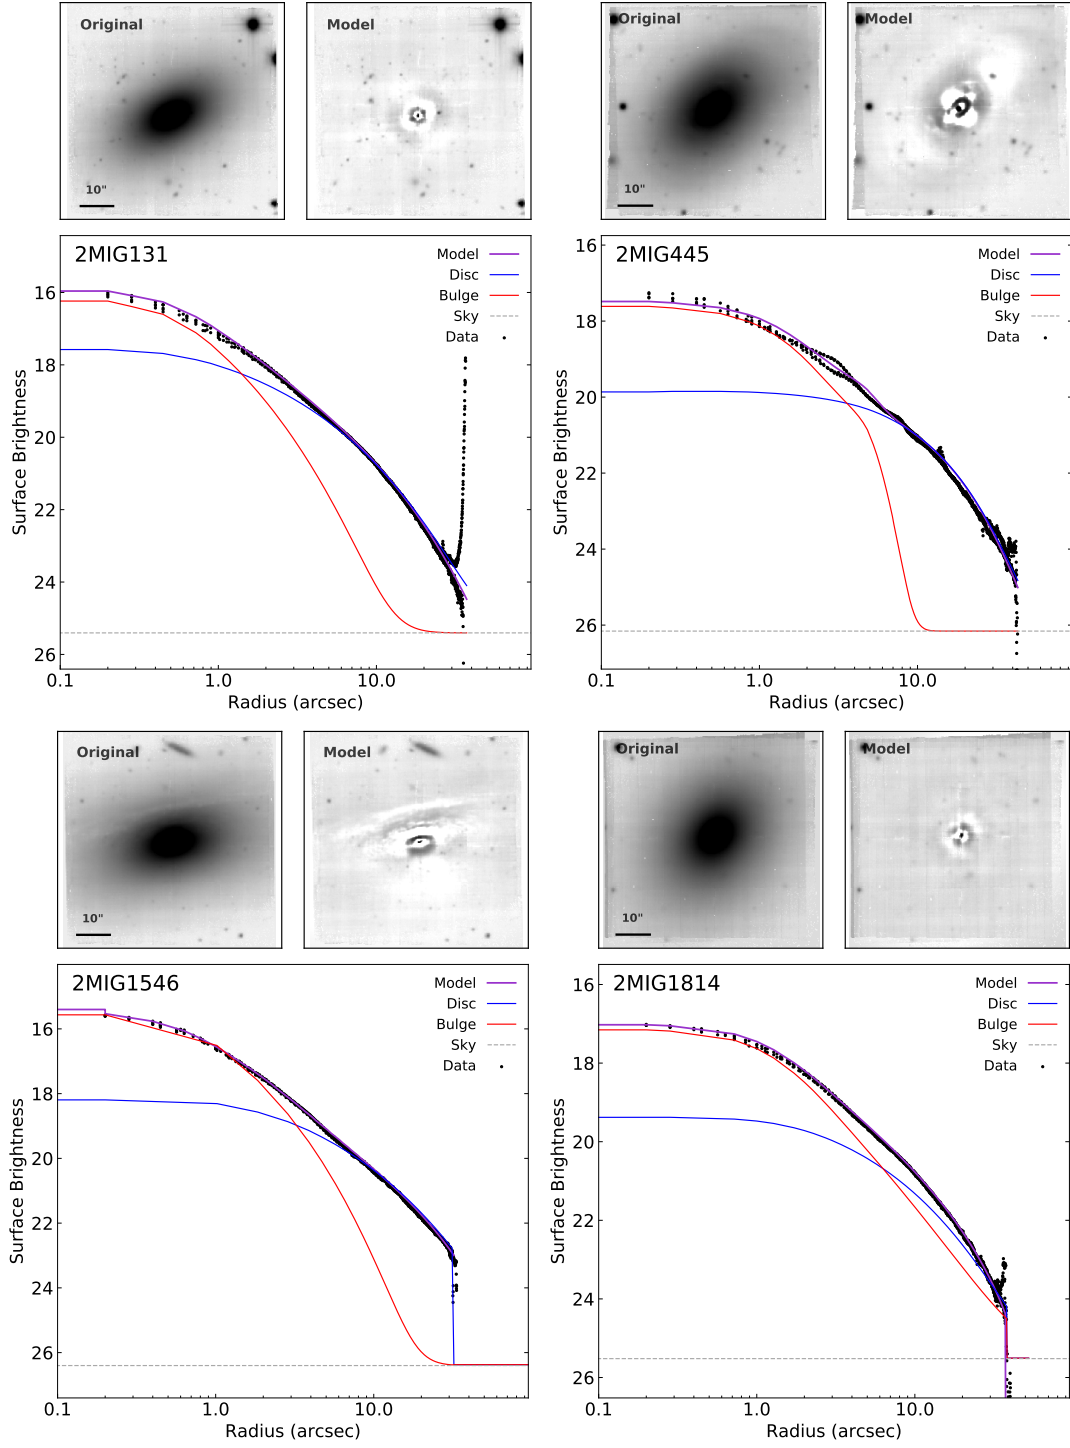 Original
Model
10"
Original
Model
10"
2MIG131
Model
Disc
Bulge
Sky
Data
16
18
20
22
24
26
Surface Brightness
0.1
1.0
10.0
Radius (arcsec)
2MIG445
Model
Disc
Bulge
Sky
Data
16
18
20
22
24
26
Surface Brightness
0.1
1.0
10.0
Radius (arcsec)
Original
Model
10"
Original
Model
10"
2MIG1546
Model
Disc
Bulge
Sky
Data
16
18
20
22
24
26
Surface Brightness
0.1
1.0
10.0
Radius (arcsec)
2MIG1814
Model
Disc
Bulge
Sky
Data
16
18
20
22
24
26
Surface Brightness
0.1
1.0
10.0
Radius (arcsec)